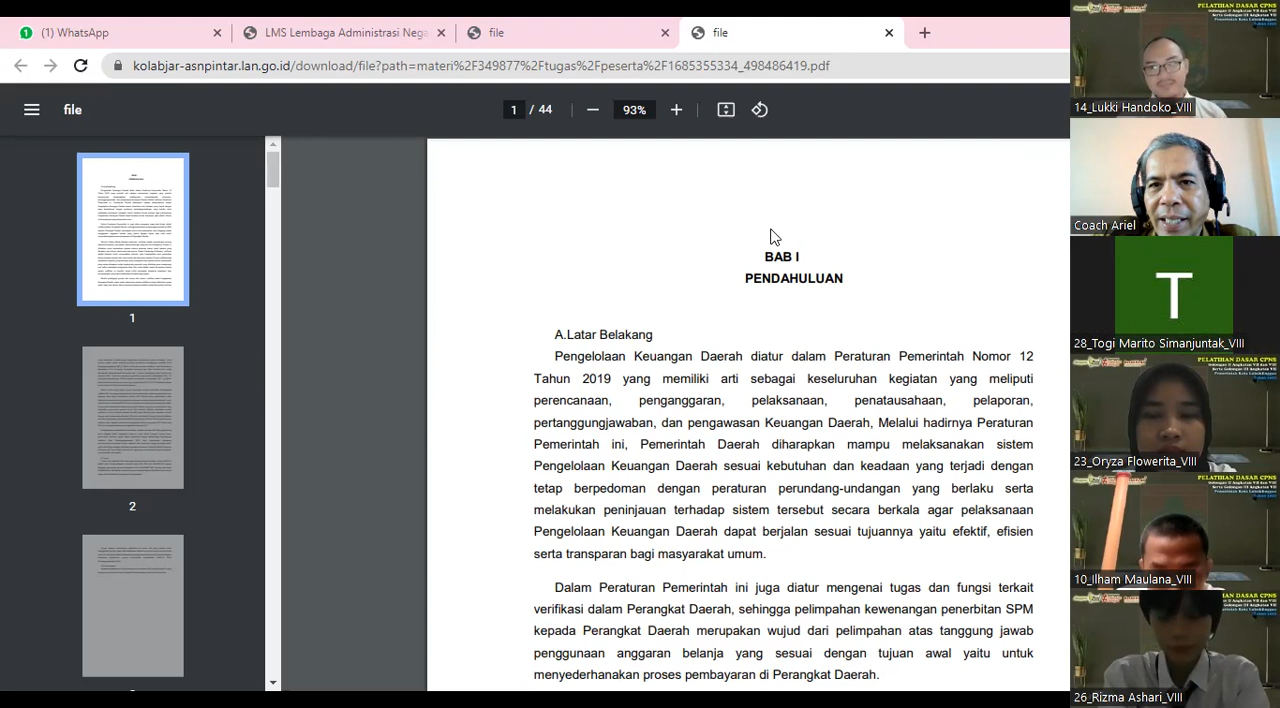 (1) WhatsApp
LMS Lembaga Administrasi Nega
file
file
kolabjar-asnpintar.lan.go.id/download/file?path=materi%2F349877%2Ftugas%2Fpeserta%2F1685355334_498486419.pdf
file
1 / 44
93%
1
2
BAB I
PENDAHULUAN
A.Latar Belakang
Pengelolaan Keuangan Daerah diatur dalam Peraturan Pemerintah Nomor 12
Tahun 2019 yang memiliki arti sebagai keseluruhan kegiatan yang meliputi
perencanaan, penganggaran, pelaksanaan, penatausahaan, pelaporan,
pertanggungjawaban, dan pengawasan Keuangan Daerah, Melalui hadirnya Peraturan
Pemerintah ini, Pemerintah Daerah diharapkan mampu melaksanakan sistem
Pengelolaan Keuangan Daerah sesuai kebutuhan dan keadaan yang terjadi dengan
tetap berpedoman dengan peraturan perundang-undangan yang berlaku serta
melakukan peninjauan terhadap sistem tersebut secara berkala agar pelaksanaan
Pengelolaan Keuangan Daerah dapat berjalan sesuai tujuannya yaitu efektif, efisien
serta transparan bagi masyarakat umum.
Dalam Peraturan Pemerintah ini juga diatur mengenai tugas dan fungsi terkait
verifikasi dalam Perangkat Daerah, sehingga pelimpahan kewenangan penerbitan SPM
kepada Perangkat Daerah merupakan wujud dari pelimpahan atas tanggung jawab
penggunaan anggaran belanja yang sesuai dengan tujuan awal yaitu untuk
menyederhanakan proses pembayaran di Perangkat Daerah.
PELATIHAN DASAR CPNS
14_Lukki Handoko_VIII
Coach Ariel
T
28_Togi Marito Simanjuntak_VIII
PELATIHAN DASAR CPNS
23_Oryza Flowerita_VIII
PELATIHAN DASAR CPNS
10_Ilham Maulana_VIII
26_Rizma Ashari_VIII